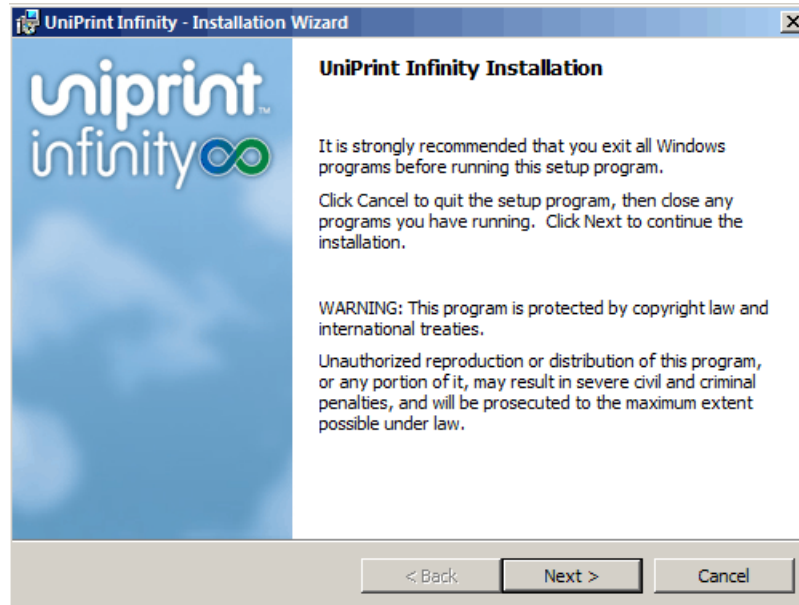 UniPrint Infinity - Installation Wizard
uniprint™
infinity
UniPrint Infinity Installation
It is strongly recommended that you exit all Windows
programs before running this setup program.
Click Cancel to quit the setup program, then close any
programs you have running.  Click Next to continue the
installation.
WARNING: This program is protected by copyright law and
international treaties.
Unauthorized reproduction or distribution of this program,
or any portion of it, may result in severe civil and criminal
penalties, and will be prosecuted to the maximum extent
possible under law.
< Back
Next >
Cancel